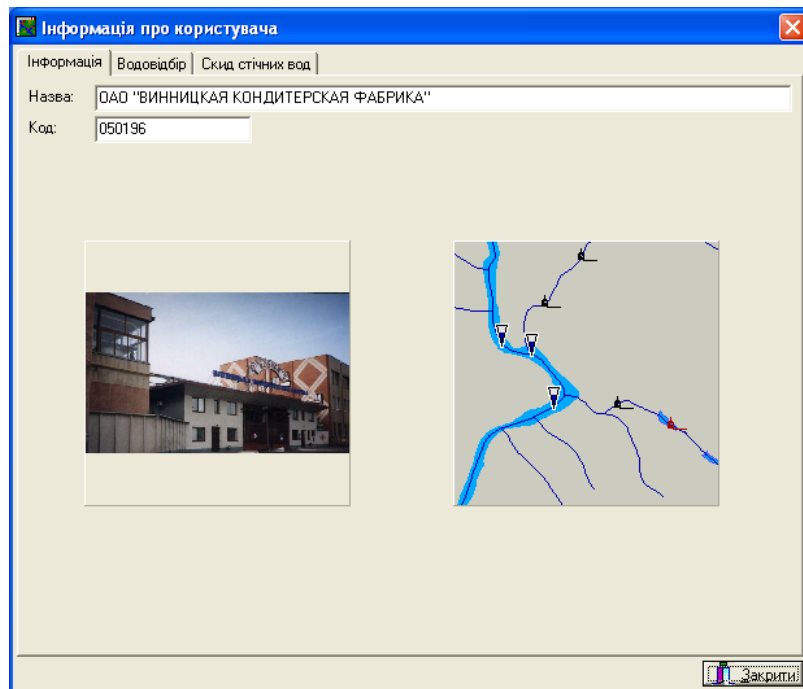 Інформація про користувача
Інформація Водовідбір Скид стічних вод
Назва: ОАО "ВИННИЦКАЯ КОНДИТЕРСКАЯ ФАБРИКА"
Код: 050196
Закрити